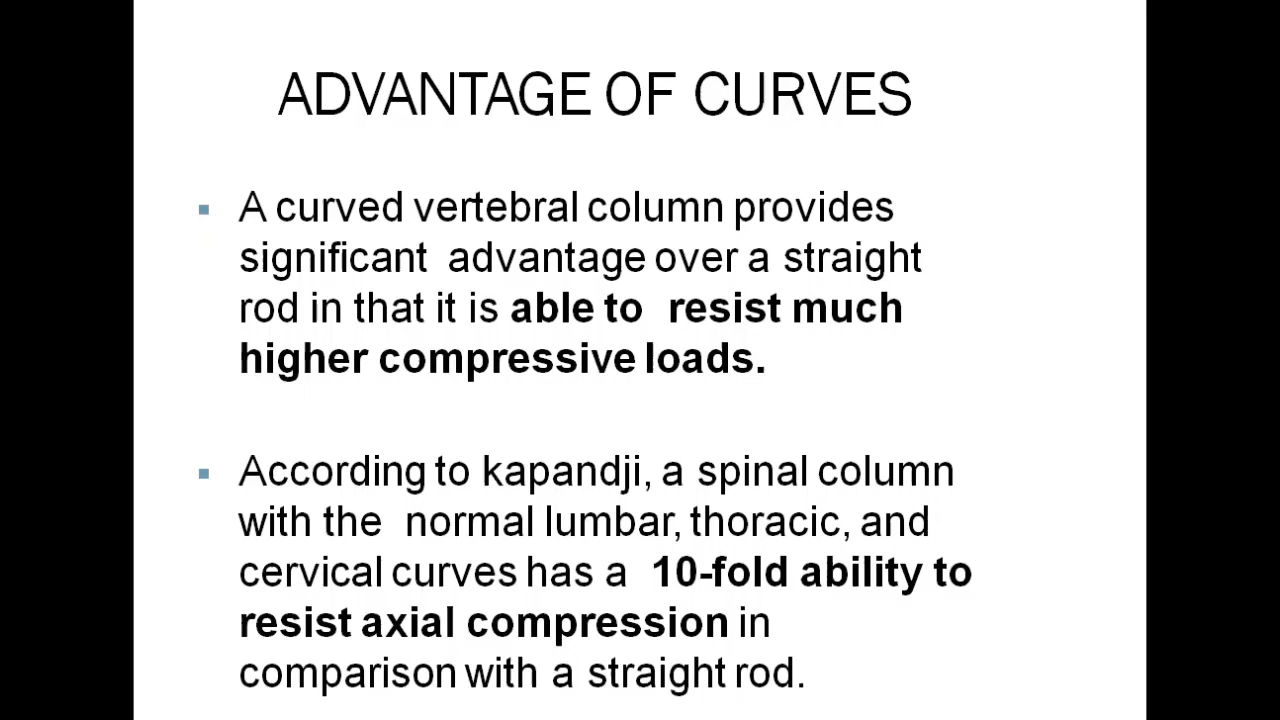 ADVANTAGE OF CURVES
▪ A curved vertebral column provides
significant advantage over a straight
rod in that it is able to resist much
higher compressive loads.
▪ According to kapandji, a spinal column
with the normal lumbar, thoracic, and
cervical curves has a 10-fold ability to
resist axial compression in
comparison with a straight rod.